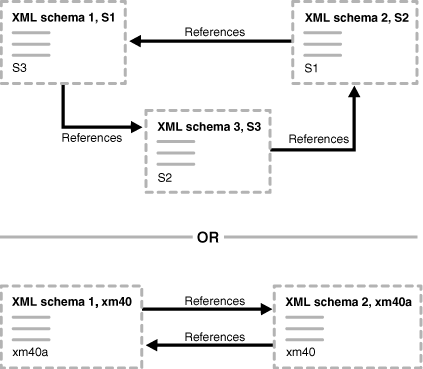 XML schema 1, S1
S3
References
XML schema 2, S2
S1
References
XML schema 3, S3
S2
References
OR
XML schema 1, xm40
xm40a
References
References
XML schema 2, xm40a
xm40